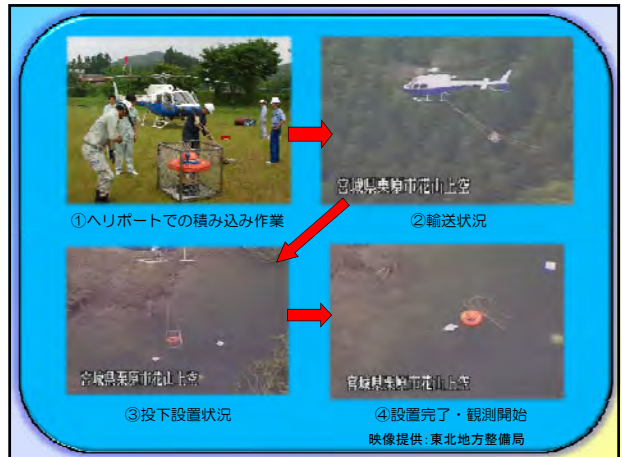 宮城県栗原市花山上空
①ヘリポートでの積み込み作業
②輸送状況
宮城県栗原市花山上空
宮城県栗原市花山上空
③投下設置状況
④設置完了・観測開始
映像提供:東北地方整備局